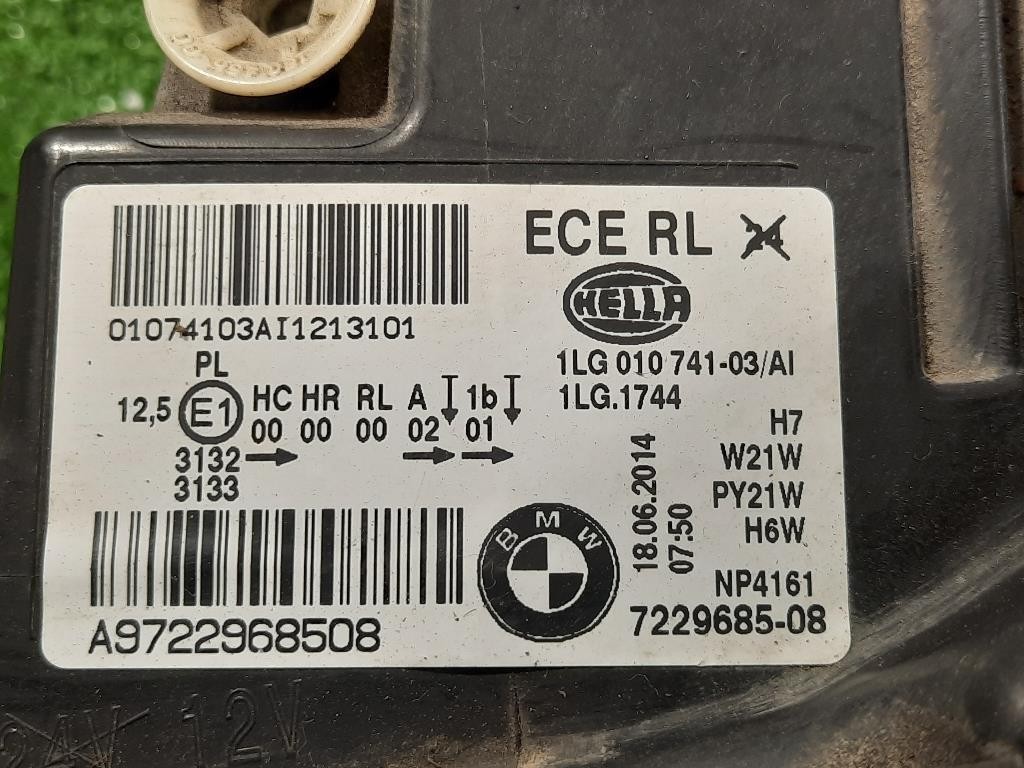 ECE RL 24
HELLA
01074103AI1213101
1LG 010 741-03/AI
1LG.1744
PL
12,5 E1 HC HR RL A 1b
00 00 00 02 01
3132
3133
18.06.2014
07:50
H7
W21W
PY21W
H6W
NP4161
BMW
7229685-08
A9722968508
24V 12V